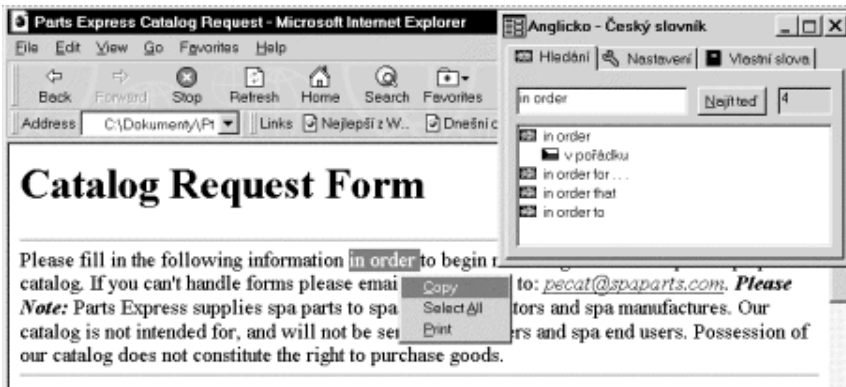 Parts Express Catalog Request - Microsoft Internet Explorer
File Edit View Go Favorites Help
Back Forward Stop Refresh Home Search Favorites
Address C:\Dokumenty\P Links Nejlepší z W.. Dnešní o
Anglicko - Český slovník
Hledání Nastavení Vlastní slova
in order Najít teď 4
in order
v pořádku
in order for . . .
in order that
in order to
Catalog Request Form
Please fill in the following information in order to begin
catalog. If you can't handle forms please emai to: pecat@spaparts.com. Please
Note: Parts Express supplies spa parts to spa tors and spa manufactures. Our
catalog is not intended for, and will not be ser ers and spa end users. Possession of
our catalog does not constitute the right to purchase goods.
Copy
Select All
Print